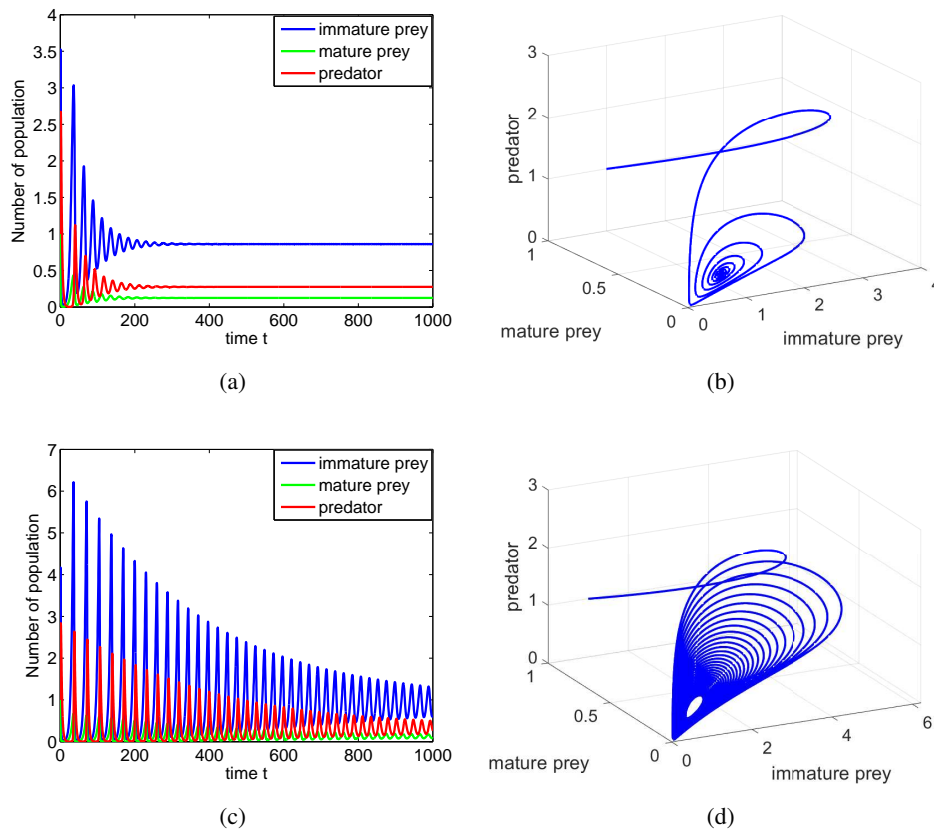 4
3.5
3
2.5
2
1.5
1
0.5
0
Number of population
immature prey
mature prey
predator
0 200 400 600 800 1000
time t
(a)
3
2
1
0
predator
1
0.5
0
mature prey
0 1 2 3 4
immature prey
(b)
7
6
5
4
3
2
1
0
Number of population
immature prey
mature prey
predator
0 200 400 600 800 1000
time t
(c)
3
2
1
0
predator
1
0.5
0
mature prey
0 2 4 6
immature prey
(d)